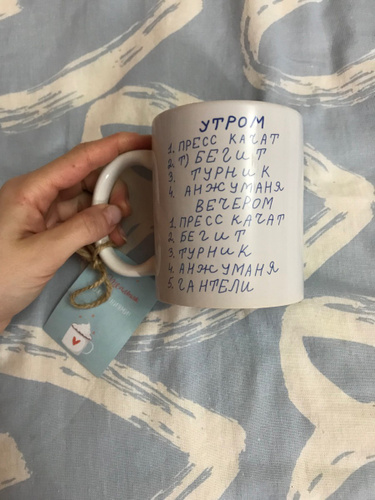 УТРОМ
1. ПРЕСС КАЧАТ
2. Т) БЕГИТ
3. ТУРНИК
4. АНЖУМАНЯ
ВЕЧЕРОМ
1. ПРЕСС КАЧАТ
2. БЕГИТ
3. ТУРНИК
4. АНЖУМАНЯ
5. ГАНТЕЛИ